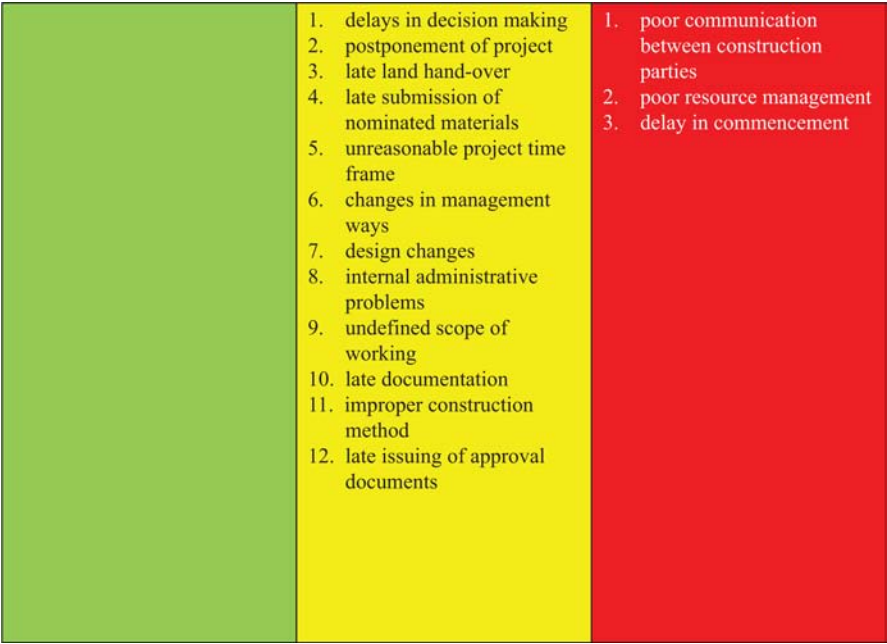 1. delays in decision making
2. postponement of project
3. late land hand-over
4. late submission of
nominated materials
5. unreasonable project time
frame
6. changes in management
ways
7. design changes
8. internal administrative
problems
9. undefined scope of
working
10. late documentation
11. improper construction
method
12. late issuing of approval
documents
1. poor communication
between construction
parties
2. poor resource management
3. delay in commencement